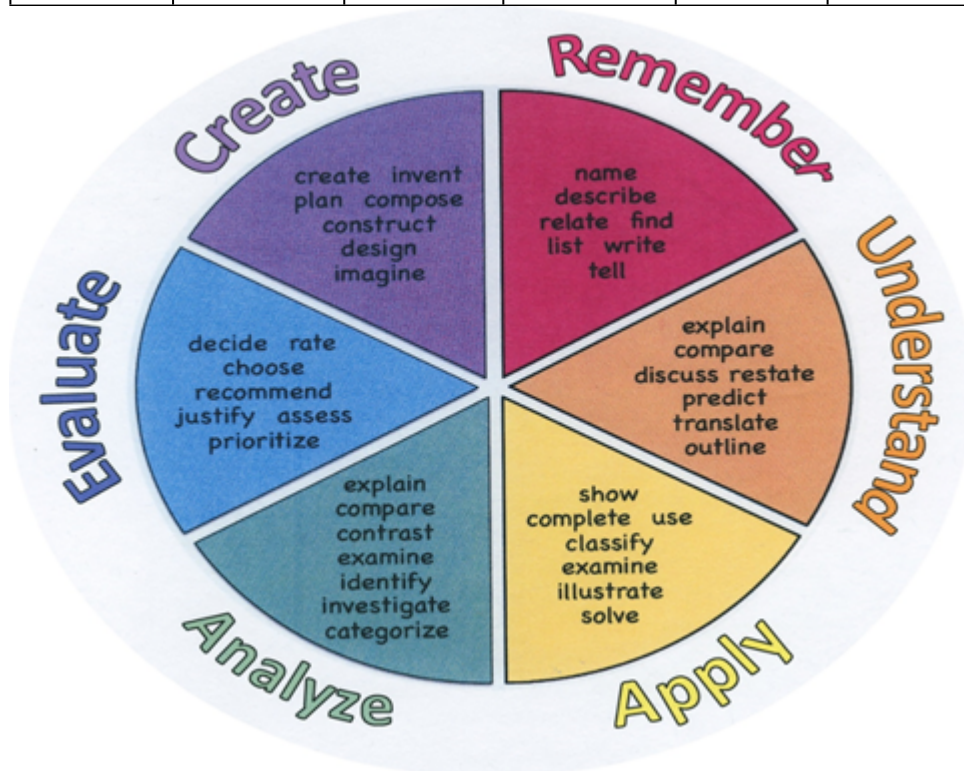 Create
create invent
plan compose
construct
design
imagine
Remember
name
describe
relate find
list write
tell
Understand
explain
compare
discuss restate
predict
translate
outline
Apply
show
complete use
classify
examine
illustrate
solve
Analyze
explain
compare
contrast
examine
identify
investigate
categorize
Evaluate
decide rate
choose
recommend
justify assess
prioritize